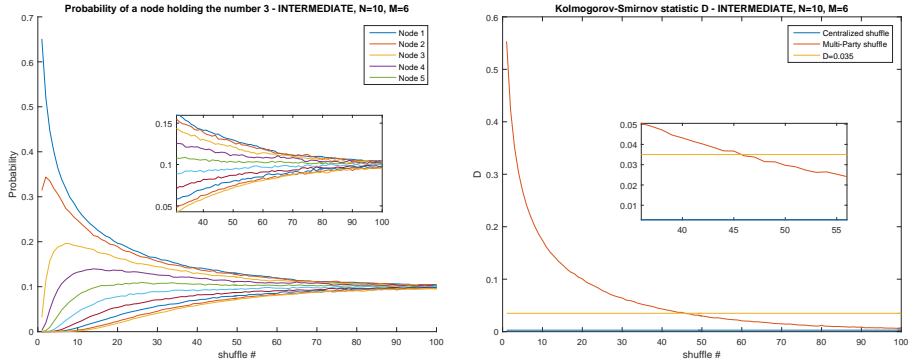 Probability of a node holding the number 3 - INTERMEDIATE, N=10, M=6
0.7
0.6
0.5
0.4
0.3
0.2
0.1
0
Probability
Node 1
Node 2
Node 3
Node 4
Node 5
0.15
0.1
0.05
40 50 60 70 80 90 100
0 10 20 30 40 50 60 70 80 90 100
shuffle #
Kolmogorov-Smirnov statistic D - INTERMEDIATE, N=10, M=6
0.6
0.5
0.4
0.3
0.2
0.1
0
D
Centralized shuffle
Multi-Party shuffle
D=0.035
0.05
0.04
0.03
0.02
0.01
40 45 50 55
0 10 20 30 40 50 60 70 80 90 100
shuffle #